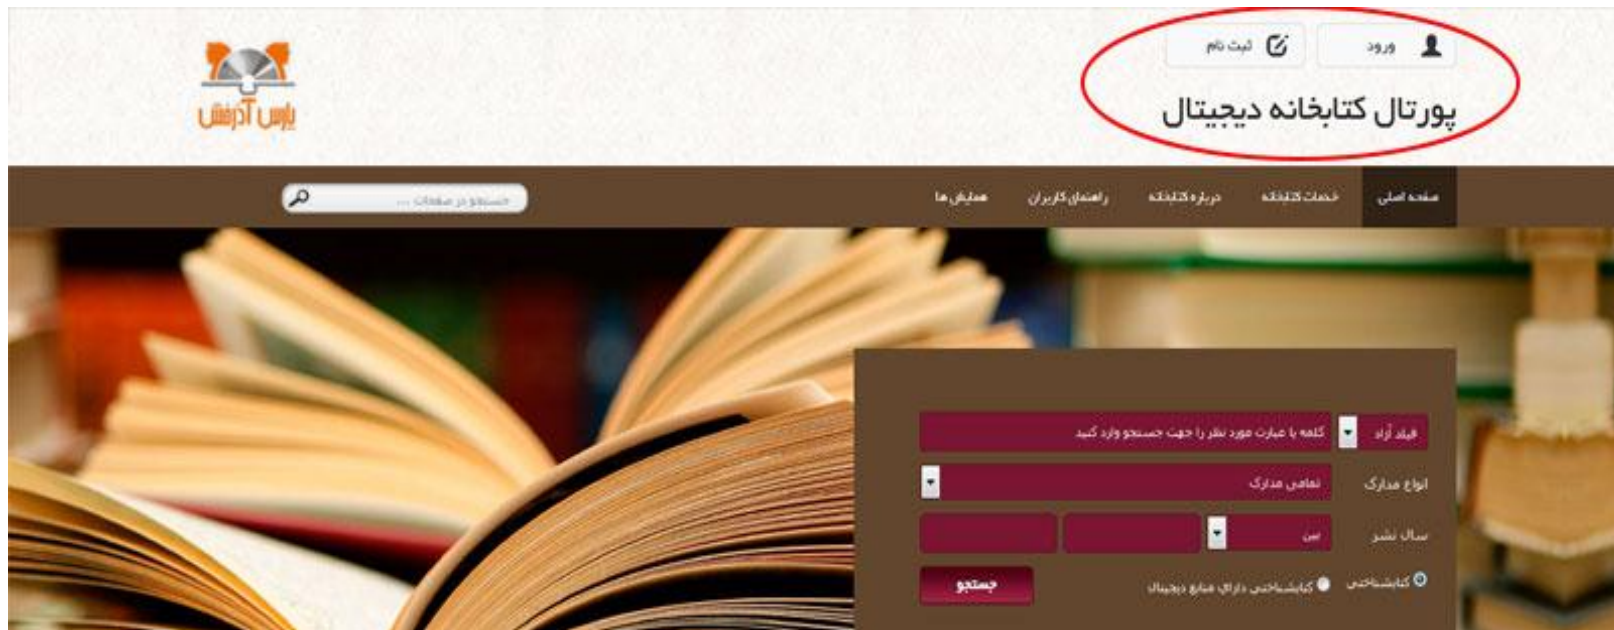 ورود
ثبت نام
پورتال کتابخانه دیجیتال
پارس آذرخش
صفحه اصلی
خدمات کتابخانه
درباره کتابخانه
راهنمای کاربران
همایش ها
جستجو در صفحات ...
فیلد آزاد
کلمه یا عبارت مورد نظر را جهت جستجو وارد کنید
انواع مدارک
تمامی مدارک
سال نشر
بین
کتابشناختی
کتابشناختی دارای منابع دیجیتال
جستجو